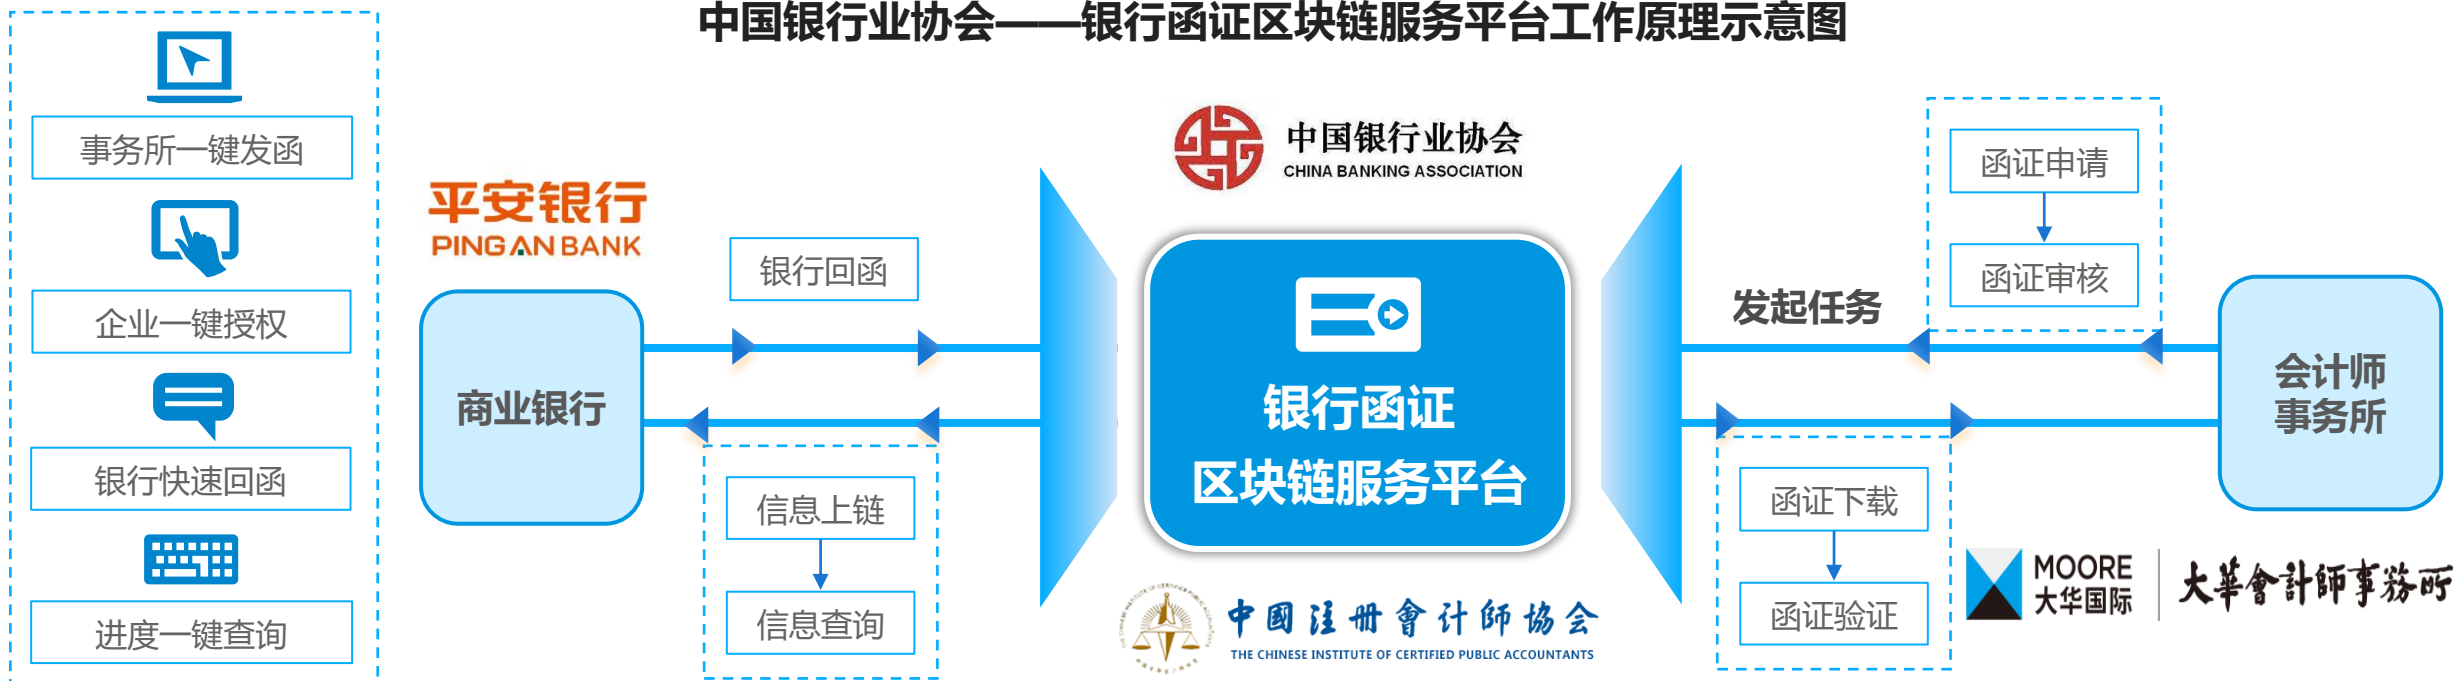 中国银行业协会——银行函证区块链服务平台工作原理示意图
事务所一键发函
企业一键授权
银行快速回函
进度一键查询
平安银行
PING AN BANK
商业银行
银行回函
信息上链
信息查询
中国银行业协会
CHINA BANKING ASSOCIATION
银行函证
区块链服务平台
中國注册會计師協会
THE CHINESE INSTITUTE OF CERTIFIED PUBLIC ACCOUNTANTS
发起任务
函证申请
函证审核
函证下载
函证验证
会计师
事务所
MOORE
大华国际
大華會計師事務所